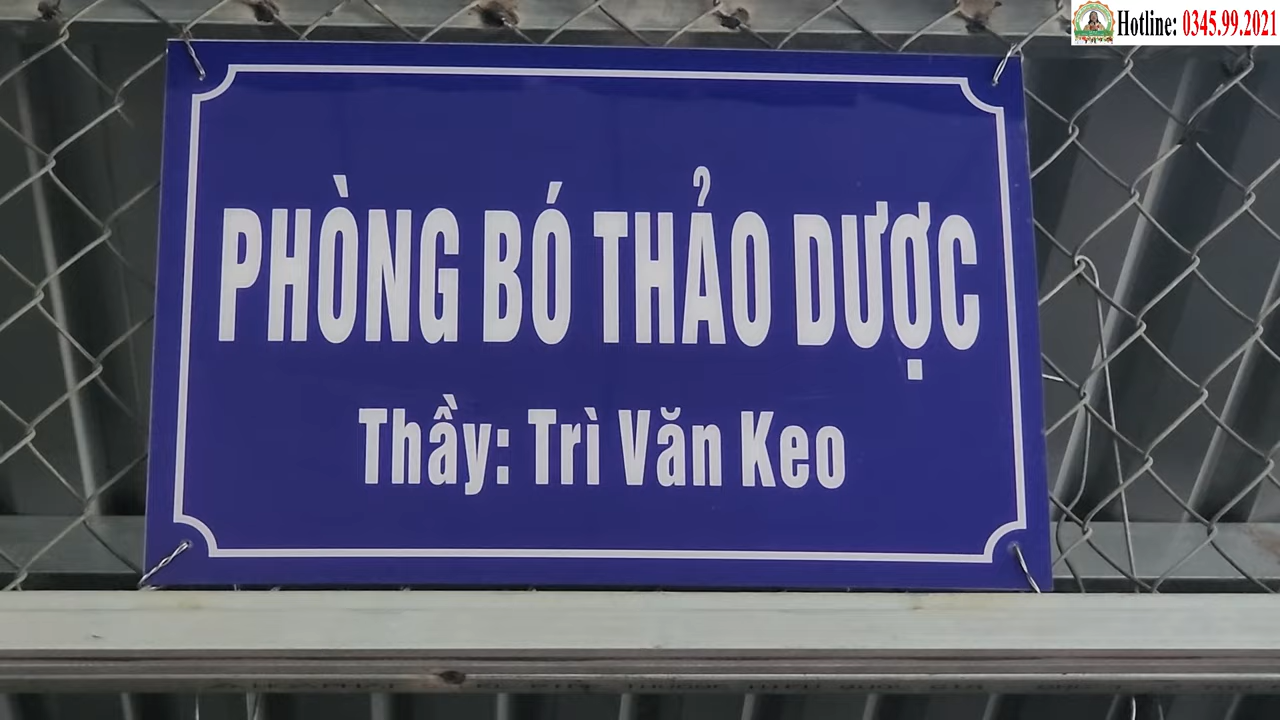 Hotline: 0345.99.2021
PHÒNG BÓ THẢO DƯỢC
Thầy: Trì Văn Keo